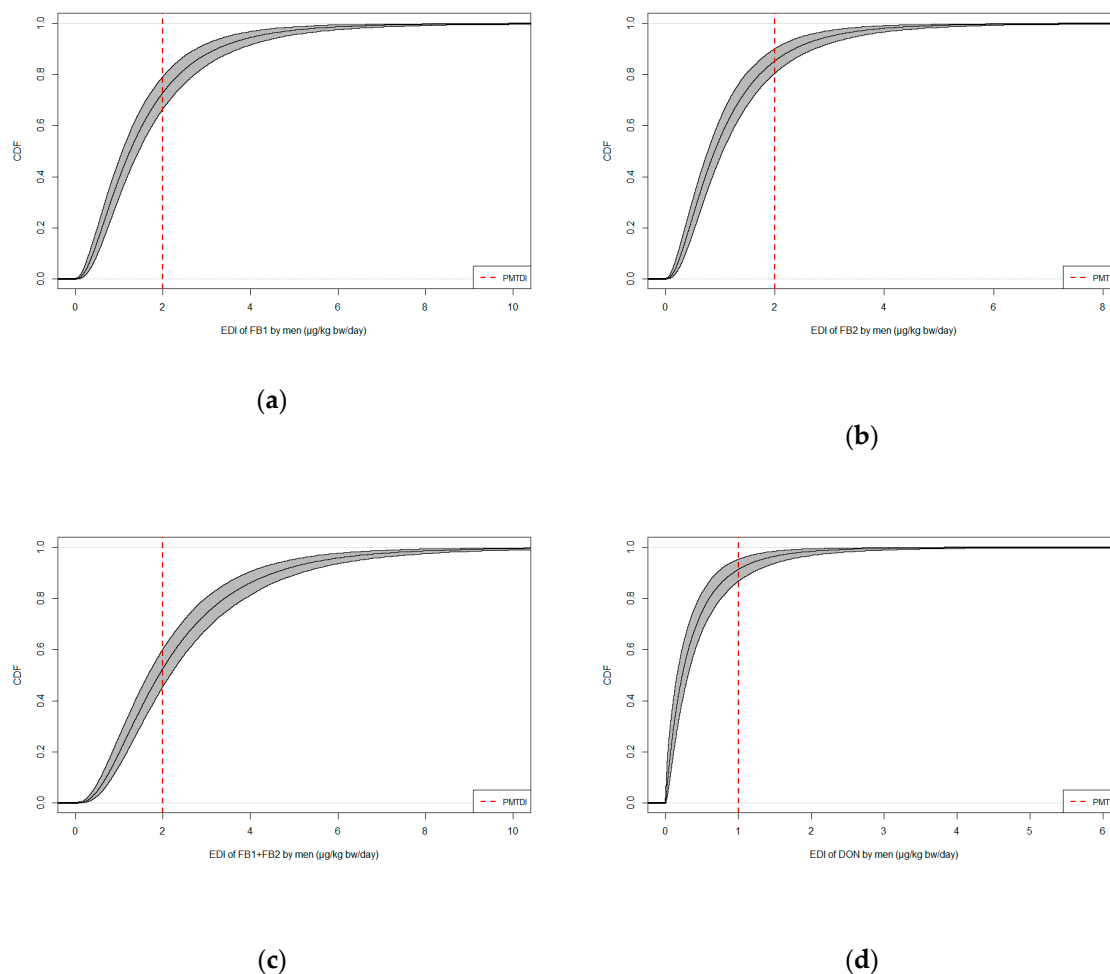 CDF
0.0 0.2 0.4 0.6 0.8 1.0
0 2 4 6 8 10
PMTDI
EDI of FB1 by men (µg/kg bw/day)
(a)
CDF
0.0 0.2 0.4 0.6 0.8 1.0
0 2 4 6 8
PMT
EDI of FB2 by men (µg/kg bw/day)
(b)
CDF
0.0 0.2 0.4 0.6 0.8 1.0
0 2 4 6 8 10
PMTDI
EDI of FB1+FB2 by men (µg/kg bw/day)
(c)
CDF
0.0 0.2 0.4 0.6 0.8 1.0
0 1 2 3 4 5 6
PMT
EDI of DON by men (µg/kg bw/day)
(d)